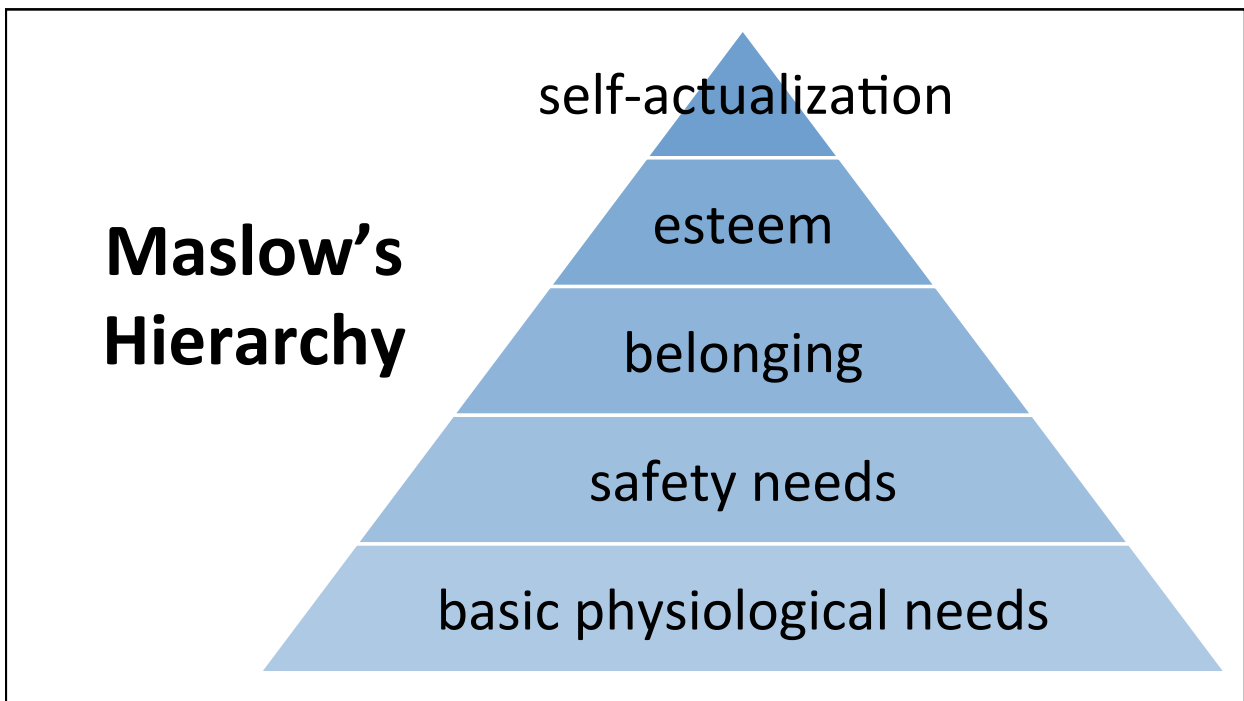 self-actualization
esteem
Maslow’s
Hierarchy
belonging
safety needs
basic physiological needs